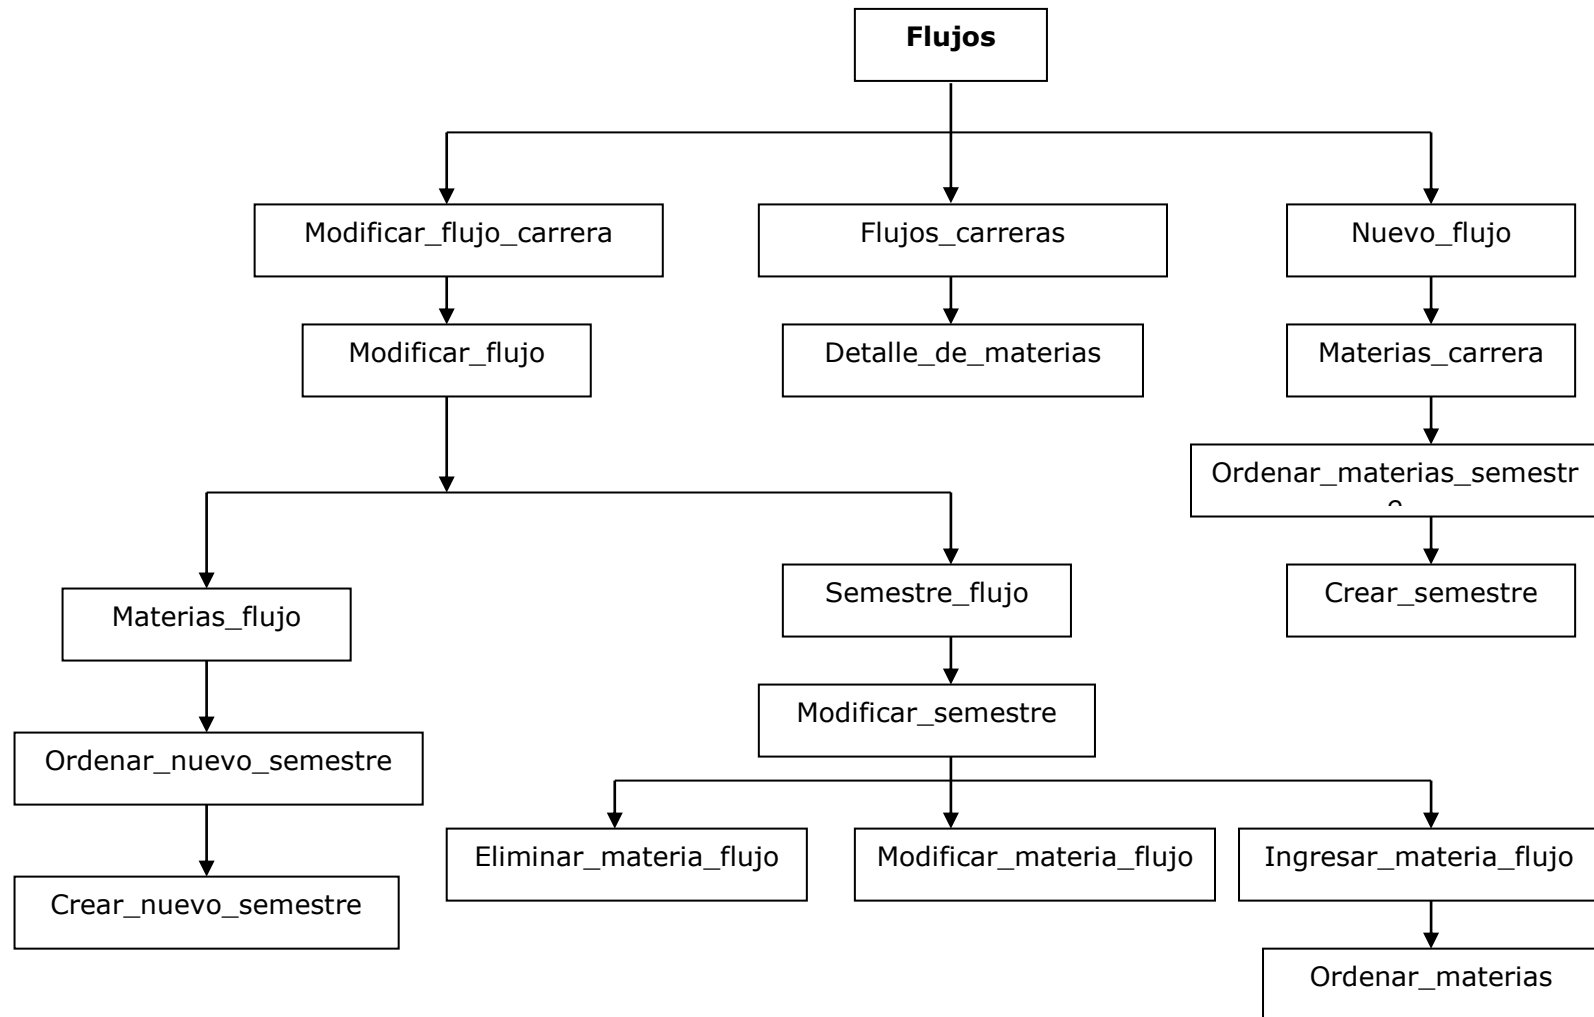 Flujos
Modificar_flujo_carrera
Flujos_carreras
Nuevo_flujo
Modificar_flujo
Detalle_de_materias
Materias_carrera
Ordenar_materias_semestr
Materias_flujo
Semestre_flujo
Crear_semestre
Modificar_semestre
Ordenar_nuevo_semestre
Eliminar_materia_flujo
Modificar_materia_flujo
Ingresar_materia_flujo
Crear_nuevo_semestre
Ordenar_materias